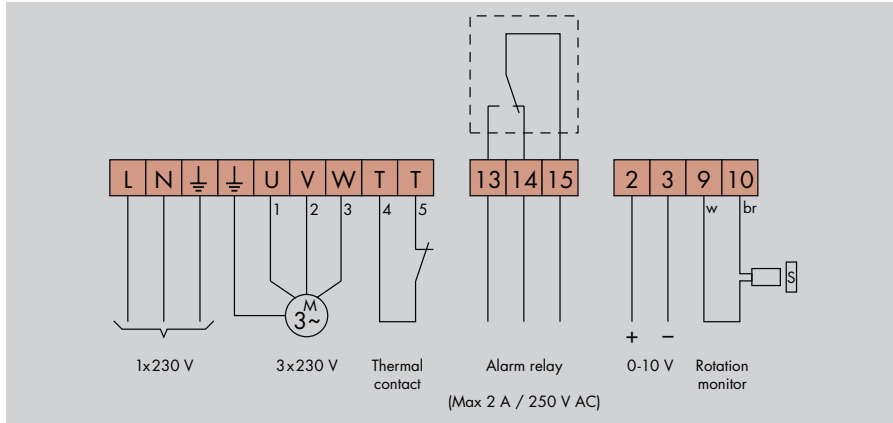 L N U V W T T
13 14 15
2 3 9 10
1 2 3 4 5
w br
M
3~
S
+ −
1x230 V
3x230 V
Thermal
contact
Alarm relay
(Max 2 A / 250 V AC)
0-10 V
Rotation
monitor